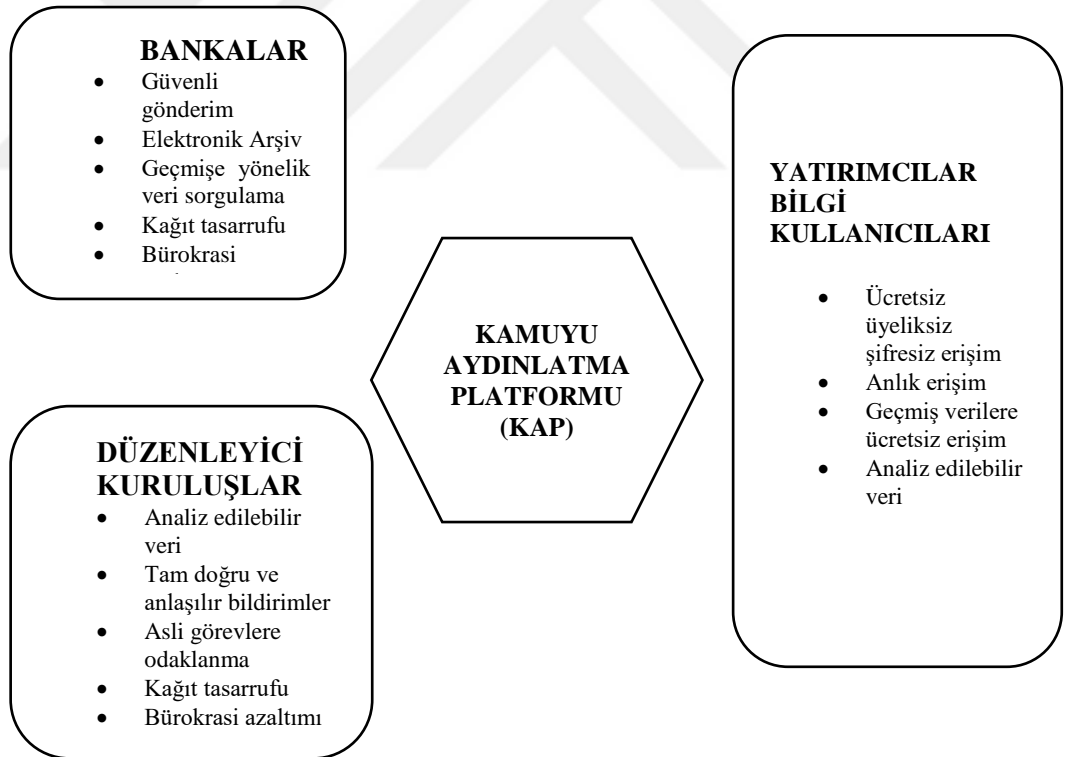 BANKALAR
• Güvenli
gönderim
• Elektronik Arşiv
• Geçmişe yönelik
veri sorgulama
• Kağıt tasarrufu
• Bürokrasi
DÜZENLEYİCİ
KURULUŞLAR
• Analiz edilebilir
veri
• Tam doğru ve
anlaşılır bildirimler
• Asli görevlere
odaklanma
• Kağıt tasarrufu
• Bürokrasi azaltımı
KAMUYU
AYDINLATMA
PLATFORMU
(KAP)
YATIRIMCILAR
BİLGİ
KULLANICILARI
• Ücretsiz
üyeliksiz
şifresiz erişim
• Anlık erişim
• Geçmiş verilere
ücretsiz erişim
• Analiz edilebilir
veri